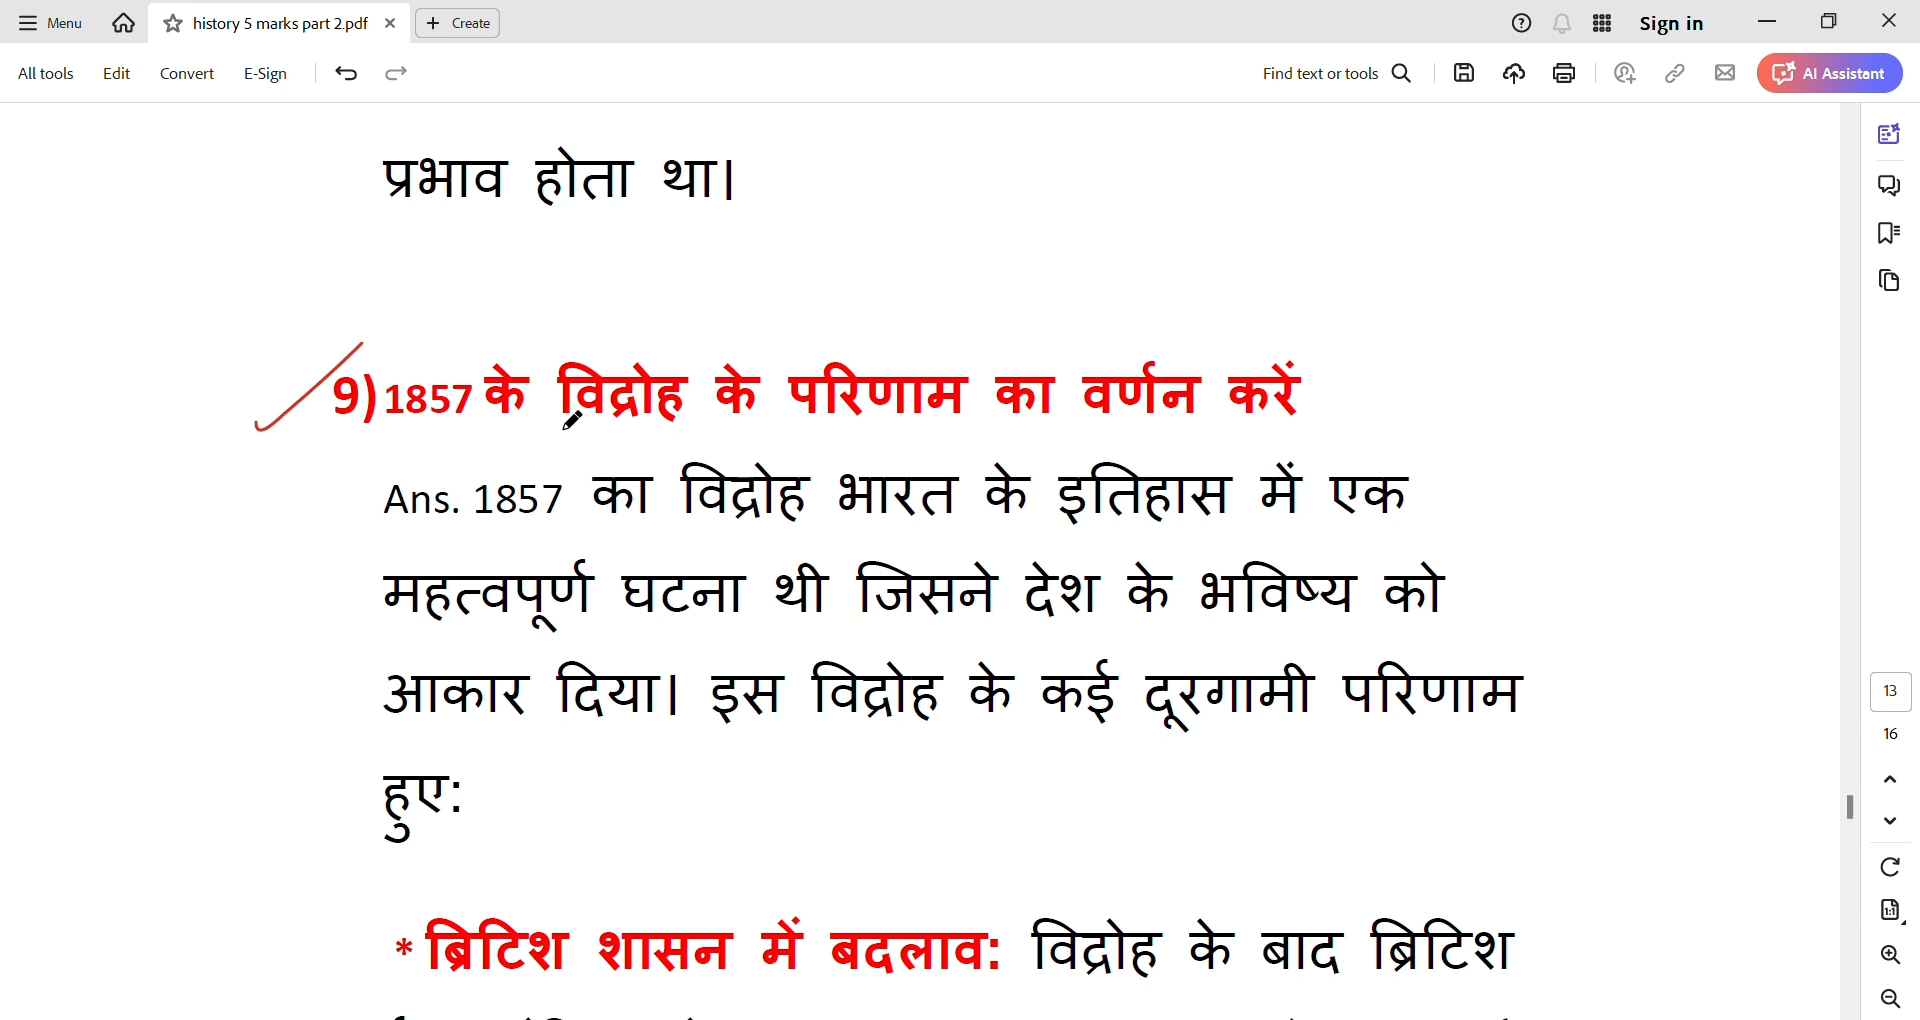 Menu
history 5 marks part 2.pdf
Create
Sign in
All tools Edit Convert E-Sign
Find text or tools
AI Assistant
प्रभाव होता था।
9) 1857 के विद्रोह के परिणाम का वर्णन करें
Ans. 1857 का विद्रोह भारत के इतिहास में एक
महत्वपूर्ण घटना थी जिसने देश के भविष्य को
आकार दिया। इस विद्रोह के कई दूरगामी परिणाम
हुए:
* ब्रिटिश शासन में बदलाव: विद्रोह के बाद ब्रिटिश
13
16